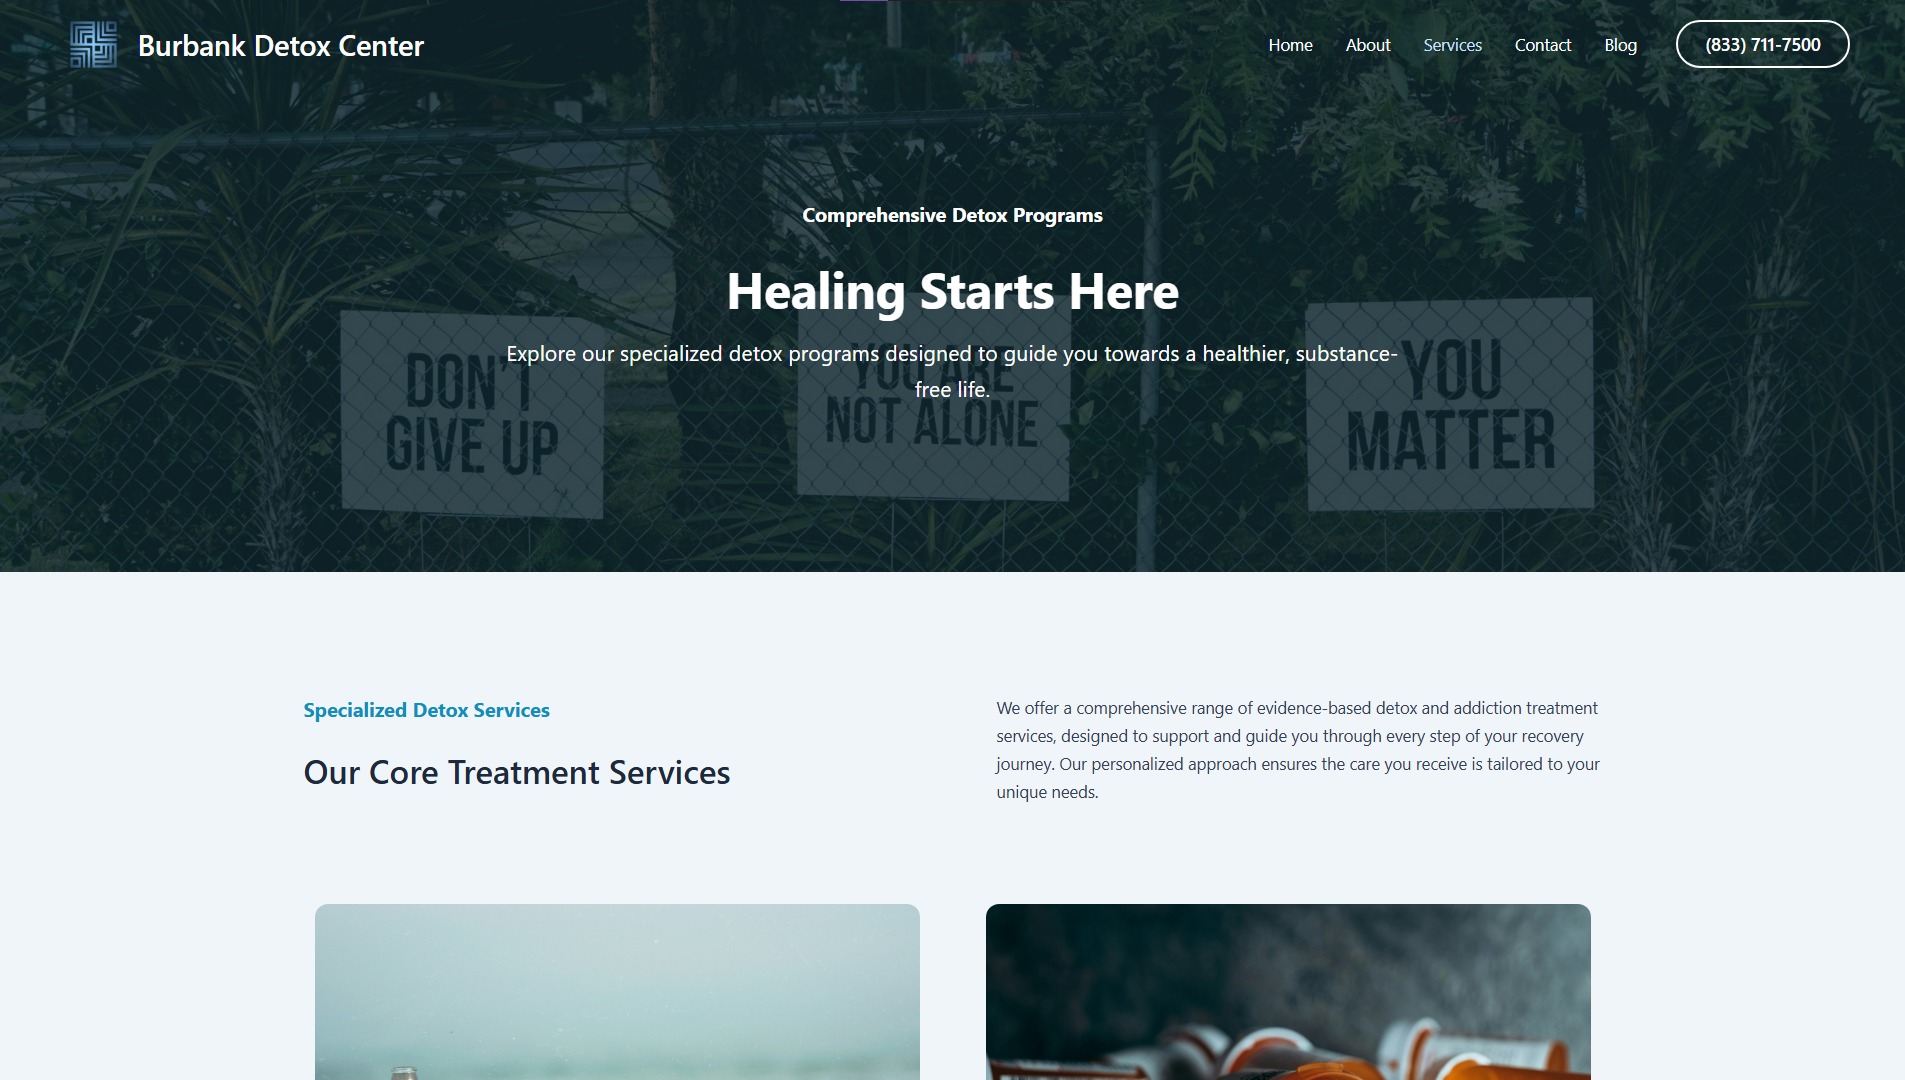 Burbank Detox Center
Home
About
Services
Contact
Blog
(833) 711-7500
Comprehensive Detox Programs
Healing Starts Here
Explore our specialized detox programs designed to guide you towards a healthier, substance-
free life.
DON'T
GIVE UP
YOU ARE
NOT ALONE
YOU
MATTER
Specialized Detox Services
Our Core Treatment Services
We offer a comprehensive range of evidence-based detox and addiction treatment
services, designed to support and guide you through every step of your recovery
journey. Our personalized approach ensures the care you receive is tailored to your
unique needs.